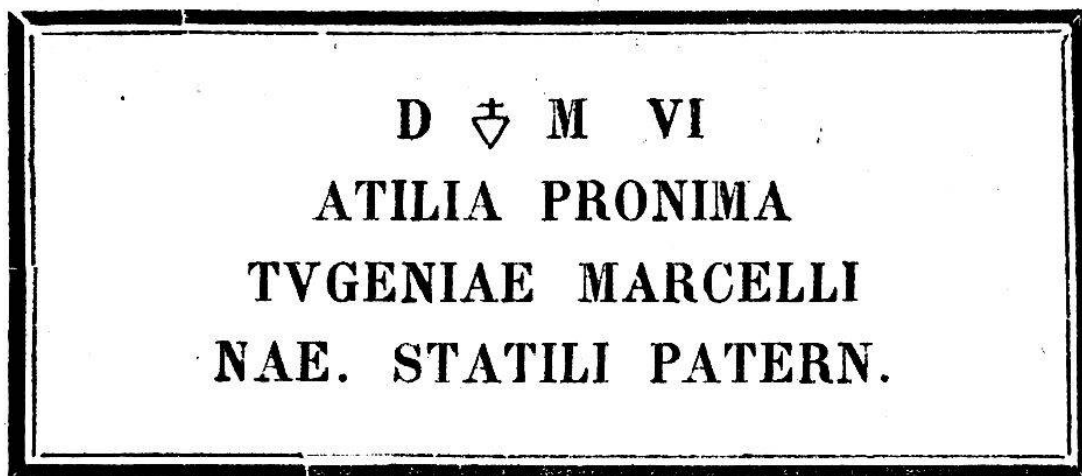 D M VI
ATILIA PRONIMA
TVGENIAE MARCELLI
NAE. STATILI PATERN.